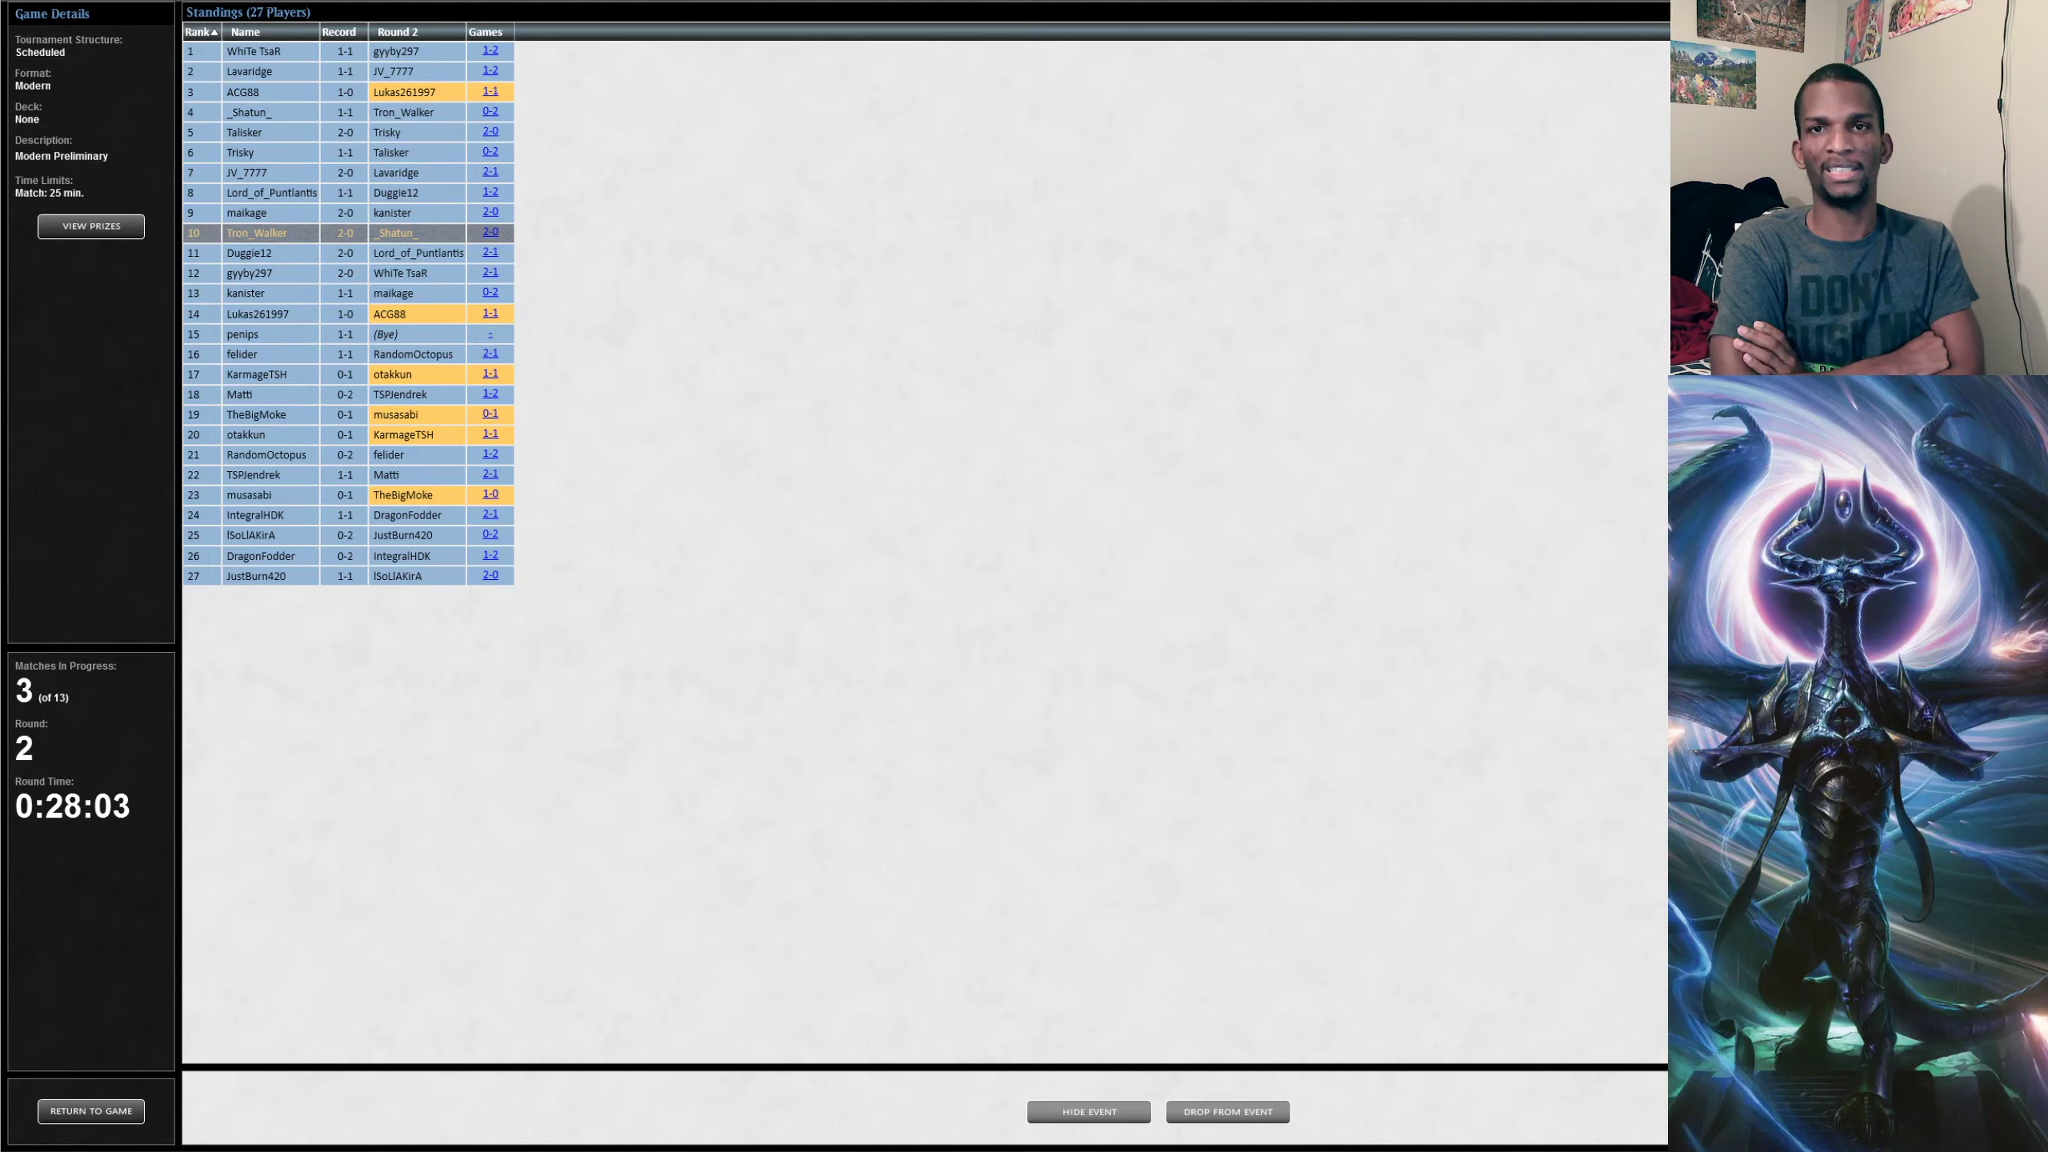 Game Details
Tournament Structure:
Scheduled
Format:
Modern
Deck:
None
Description:
Modern Preliminary
Time Limits:
Match: 25 min.
VIEW PRIZES
Matches In Progress:
3 (of 13)
Round:
2
Round Time:
0:28:03
RETURN TO GAME
Standings (27 Players)
Rank Name Record Round 2 Games
1 WhiTe TsaR 1-1 gyyby297 1-2
2 Lavaridge 1-1 JV_7777 1-2
3 ACG88 1-0 Lukas261997 1-1
4 _Shatun_ 1-1 Tron_Walker 0-2
5 Talisker 2-0 Trisky 2-0
6 Trisky 1-1 Talisker 0-2
7 JV_7777 2-0 Lavaridge 2-1
8 Lord_of_Puntlantis 1-1 Duggie12 1-2
9 maikage 2-0 kanister 2-0
10 Tron_Walker 2-0 _Shatun_ 2-0
11 Duggie12 2-0 Lord_of_Puntlantis 2-1
12 gyyby297 2-0 WhiTe TsaR 2-1
13 kanister 1-1 maikage 0-2
14 Lukas261997 1-0 ACG88 1-1
15 penips 1-1 (Bye) -
16 felider 1-1 RandomOctopus 2-1
17 KarmageTSH 0-1 otakkun 1-1
18 Matti 0-2 TSPJendrek 1-2
19 TheBigMoke 0-1 musasabi 0-1
20 otakkun 0-1 KarmageTSH 1-1
21 RandomOctopus 0-2 felider 1-2
22 TSPJendrek 1-1 Matti 2-1
23 musasabi 0-1 TheBigMoke 1-0
24 IntegralHDK 1-1 DragonFodder 2-1
25 lSoLlAKirA 0-2 JustBurn420 0-2
26 DragonFodder 0-2 IntegralHDK 1-2
27 JustBurn420 1-1 lSoLlAKirA 2-0
HIDE EVENT
DROP FROM EVENT
DON'T